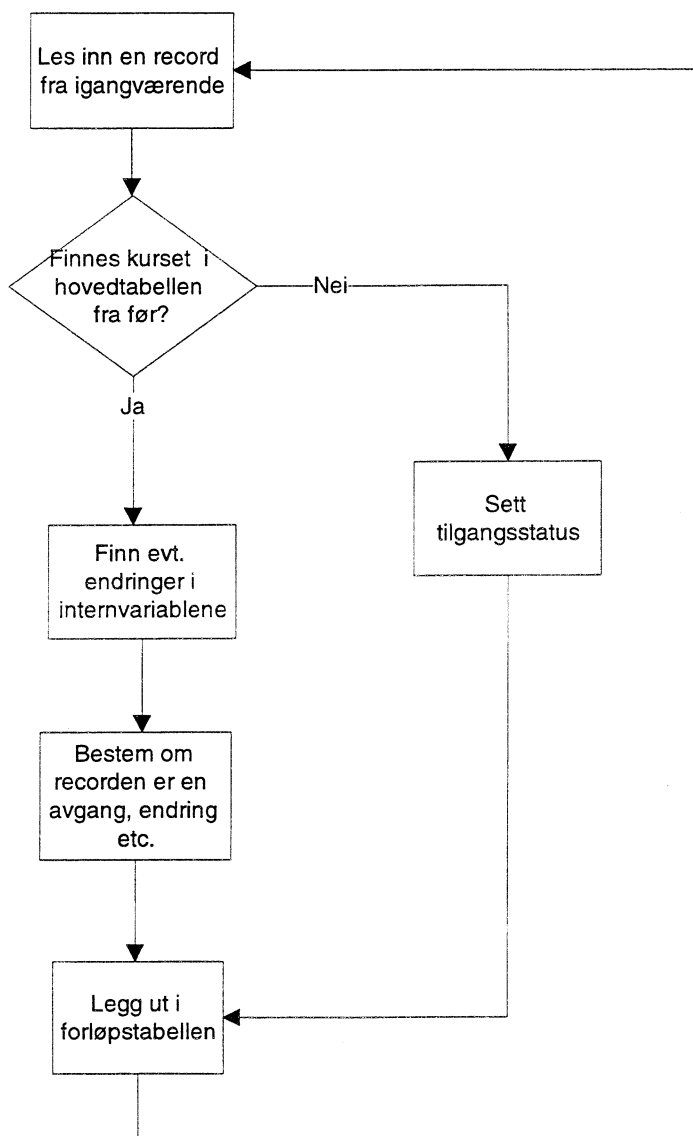 Les inn en record
fra igangværende
Finnes kurset i
hovedtabellen
fra før?
Nei
Ja
Sett
tilgangsstatus
Finn evt.
endringer i
internvariablene
Bestem om
recorden er en
avgang, endring
etc.
Legg ut i
forløpstabellen